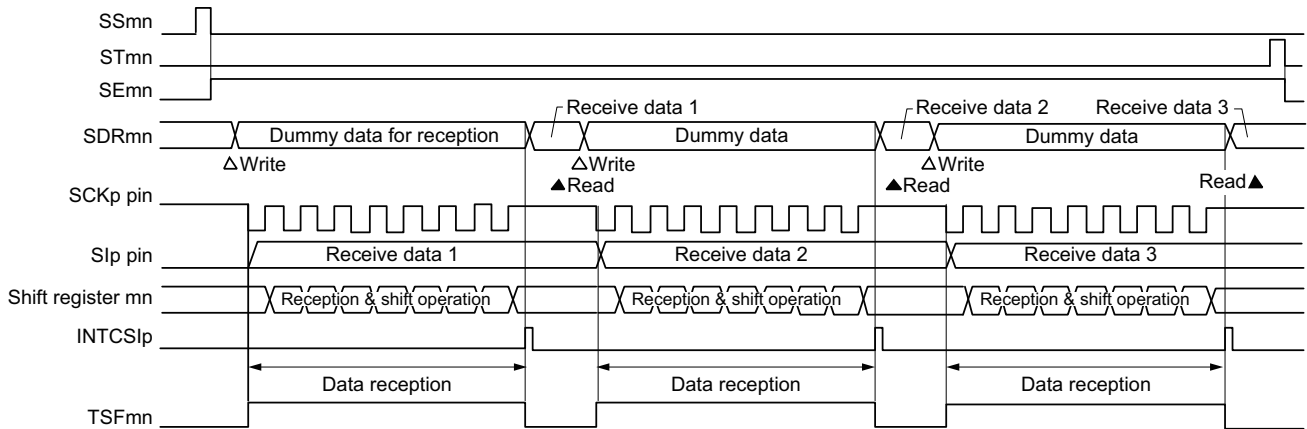 SSmn
STmn
SEmn
Receive data 1
Receive data 2
Receive data 3
SDRmn
Dummy data for reception
Dummy data
Dummy data
△Write
△Write
△Write
▲Read
▲Read
Read▲
SCKp pin
SIp pin
Receive data 1
Receive data 2
Receive data 3
Shift register mn
Reception & shift operation
Reception & shift operation
Reception & shift operation
INTCSIp
Data reception
Data reception
Data reception
TSFmn